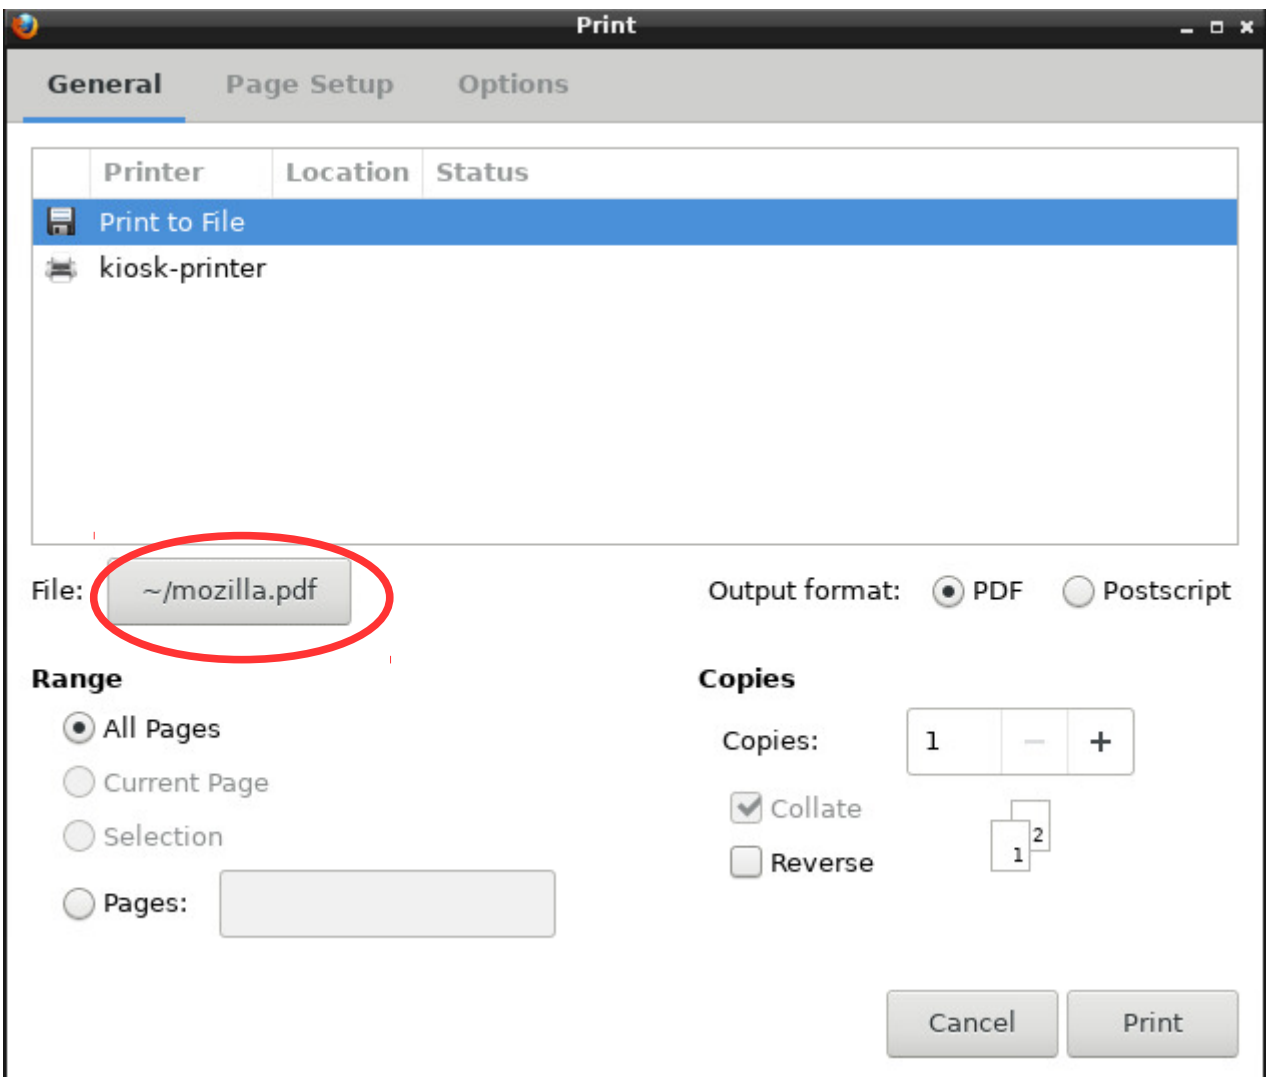 Print
General Page Setup Options
Printer Location Status
Print to File
kiosk-printer
File: ~/mozilla.pdf Output format: PDF Postscript
Range Copies
All Pages
Copies: 1 − +
Current Page
Collate
Selection
1 2
Reverse
Pages:
Cancel Print